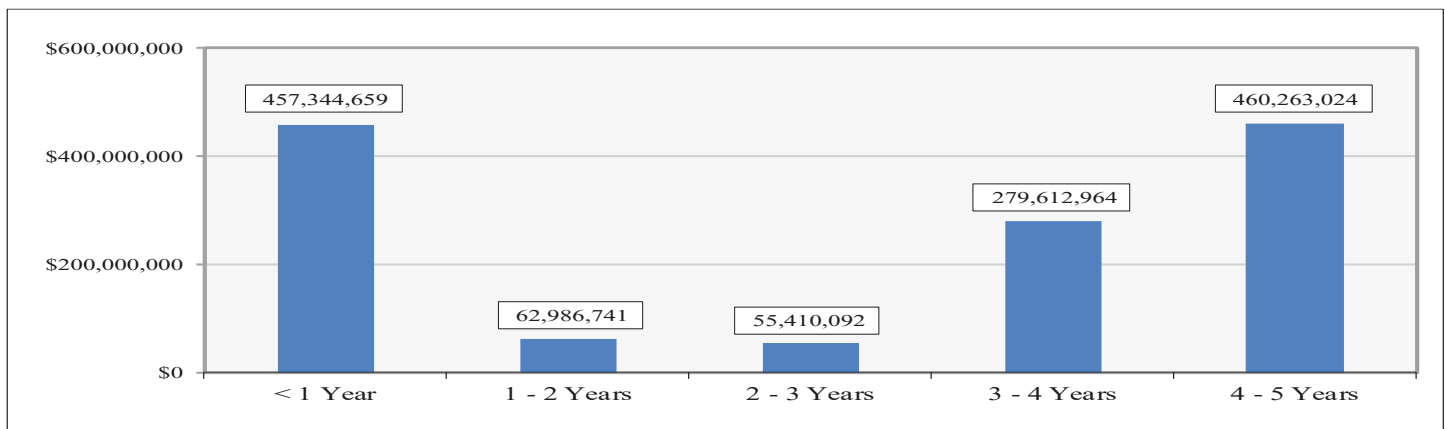 $600,000,000
457,344,659
460,263,024
$400,000,000
279,612,964
$200,000,000
62,986,741
55,410,092
$0
< 1 Year
1 - 2 Years
2 - 3 Years
3 - 4 Years
4 - 5 Years